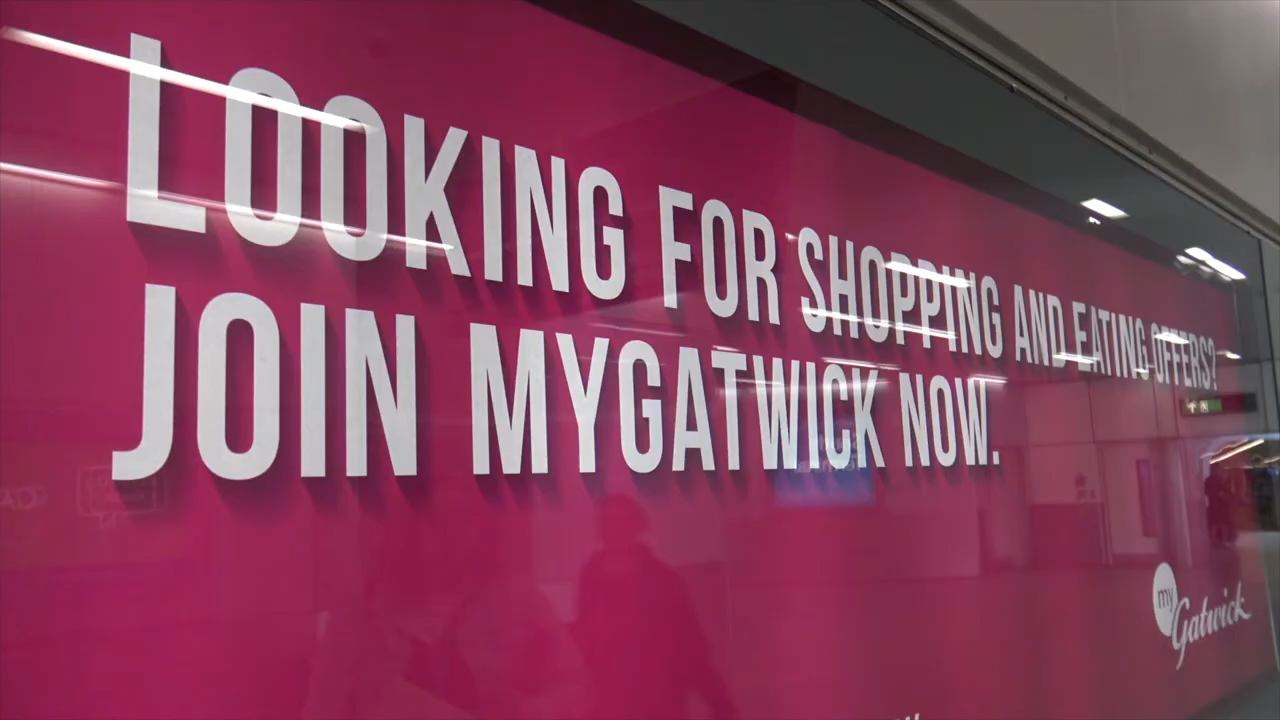 LOOKING FOR SHOPPING AND EATING OFFERS?
JOIN MYGATWICK NOW.
my
Gatwick